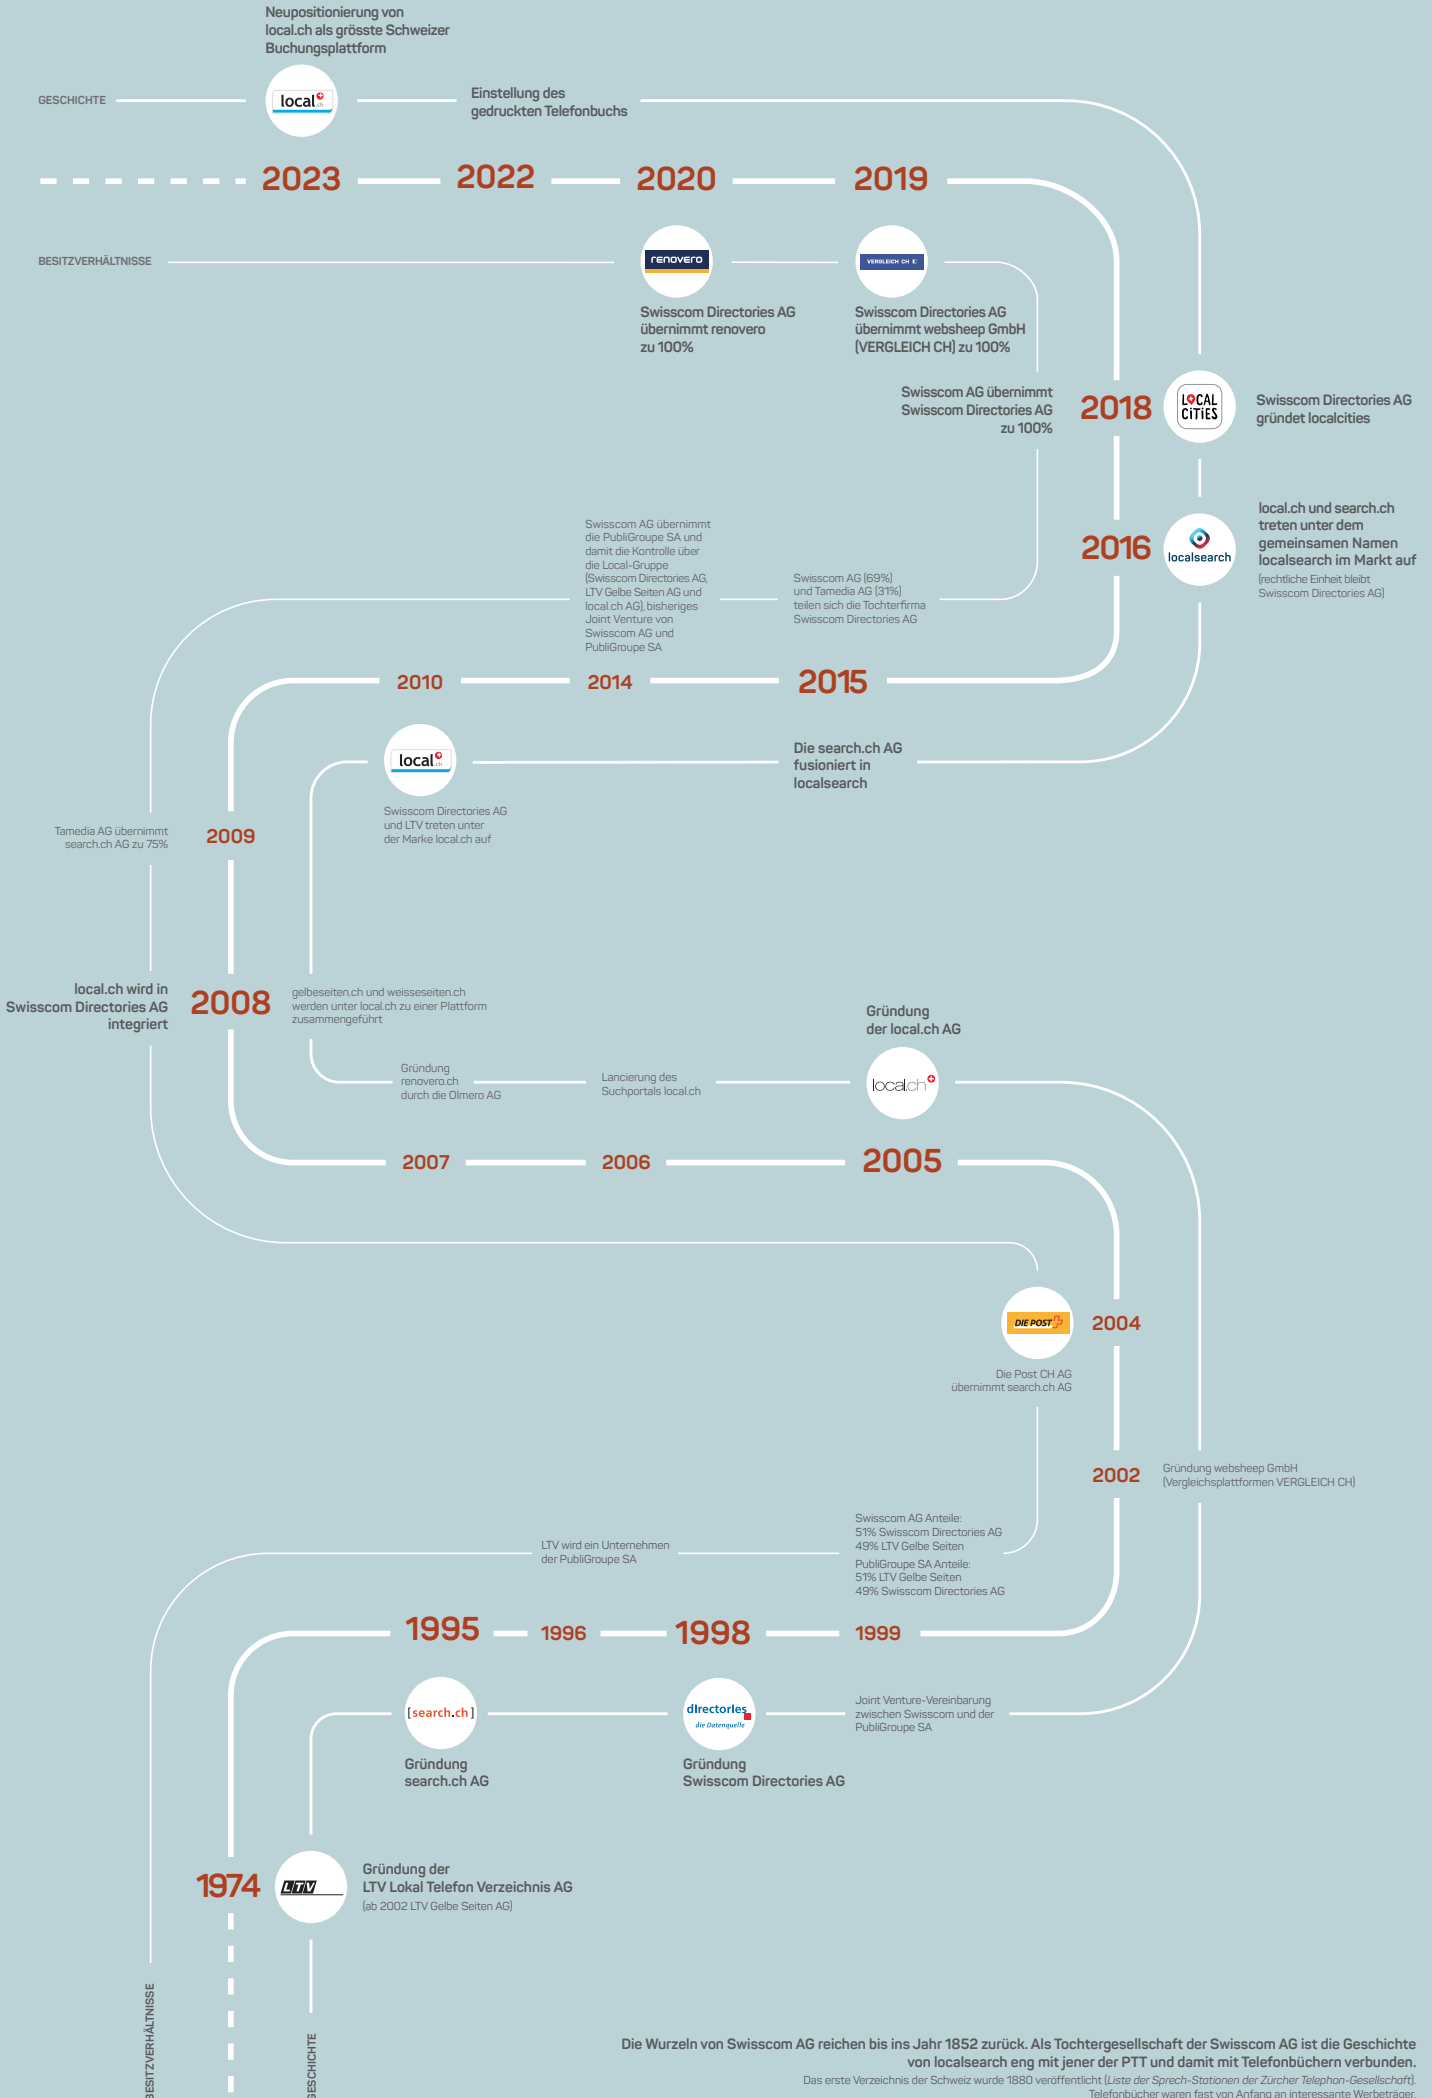 Neupositionierung von
local.ch als grösste Schweizer
Buchungsplattform
GESCHICHTE
local.ch
Einstellung des
gedruckten Telefonbuchs
2023
2022
2020
2019
BESITZVERHÄLTNISSE
renovero
VERGLEICH CH
Swisscom Directories AG
übernimmt renovero
zu 100%
Swisscom Directories AG
übernimmt websheep GmbH
(VERGLEICH CH) zu 100%
Swisscom AG übernimmt
Swisscom Directories AG
zu 100%
2018
LOCAL
CiTiES
Swisscom Directories AG
gründet localcities
2016
localsearch
local.ch und search.ch
treten unter dem
gemeinsamen Namen
localsearch im Markt auf
(rechtliche Einheit bleibt
Swisscom Directories AG)
Swisscom AG übernimmt
die PubliGroupe SA und
damit die Kontrolle über
die Local-Gruppe
(Swisscom Directories AG,
LTV Gelbe Seiten AG und
local.ch AG), bisheriges
Joint Venture von
Swisscom AG und
PubliGroupe SA
Swisscom AG (69%)
und Tamedia AG (31%)
teilen sich die Tochterfirma
Swisscom Directories AG
2010
2014
2015
local.ch
Die search.ch AG
fusioniert in
localsearch
Swisscom Directories AG
und LTV treten unter
der Marke local.ch auf
Tamedia AG übernimmt
search.ch AG zu 75%
2009
local.ch wird in
Swisscom Directories AG
integriert
2008
gelbeseiten.ch und weisseseiten.ch
werden unter local.ch zu einer Plattform
zusammengeführt
Gründung
der local.ch AG
local.ch
Gründung
renovero.ch
durch die Olmero AG
Lancierung des
Suchportals local.ch
2007
2006
2005
DIE POST
2004
Die Post CH AG
übernimmt search.ch AG
2002
Gründung websheep GmbH
(Vergleichsplattformen VERGLEICH CH)
LTV wird ein Unternehmen
der PubliGroupe SA
Swisscom AG Anteile:
51% Swisscom Directories AG
49% LTV Gelbe Seiten
PubliGroupe SA Anteile:
51% LTV Gelbe Seiten
49% Swisscom Directories AG
1995
1996
1998
1999
[search.ch]
directories
die Datenquelle
Joint Venture-Vereinbarung
zwischen Swisscom und der
PubliGroupe SA
Gründung
search.ch AG
Gründung
Swisscom Directories AG
1974
LTV
Gründung der
LTV Lokal Telefon Verzeichnis AG
(ab 2002 LTV Gelbe Seiten AG)
BESITZVERHÄLTNISSE
GESCHICHTE
Die Wurzeln von Swisscom AG reichen bis ins Jahr 1852 zurück. Als Tochtergesellschaft der Swisscom AG ist die Geschichte
von localsearch eng mit jener der PTT und damit mit Telefonbüchern verbunden.
Das erste Verzeichnis der Schweiz wurde 1880 veröffentlicht (Liste der Sprech-Stationen der Zürcher Telephon-Gesellschaft).
Telefonbücher waren fast von Anfang an interessante Werbeträger.